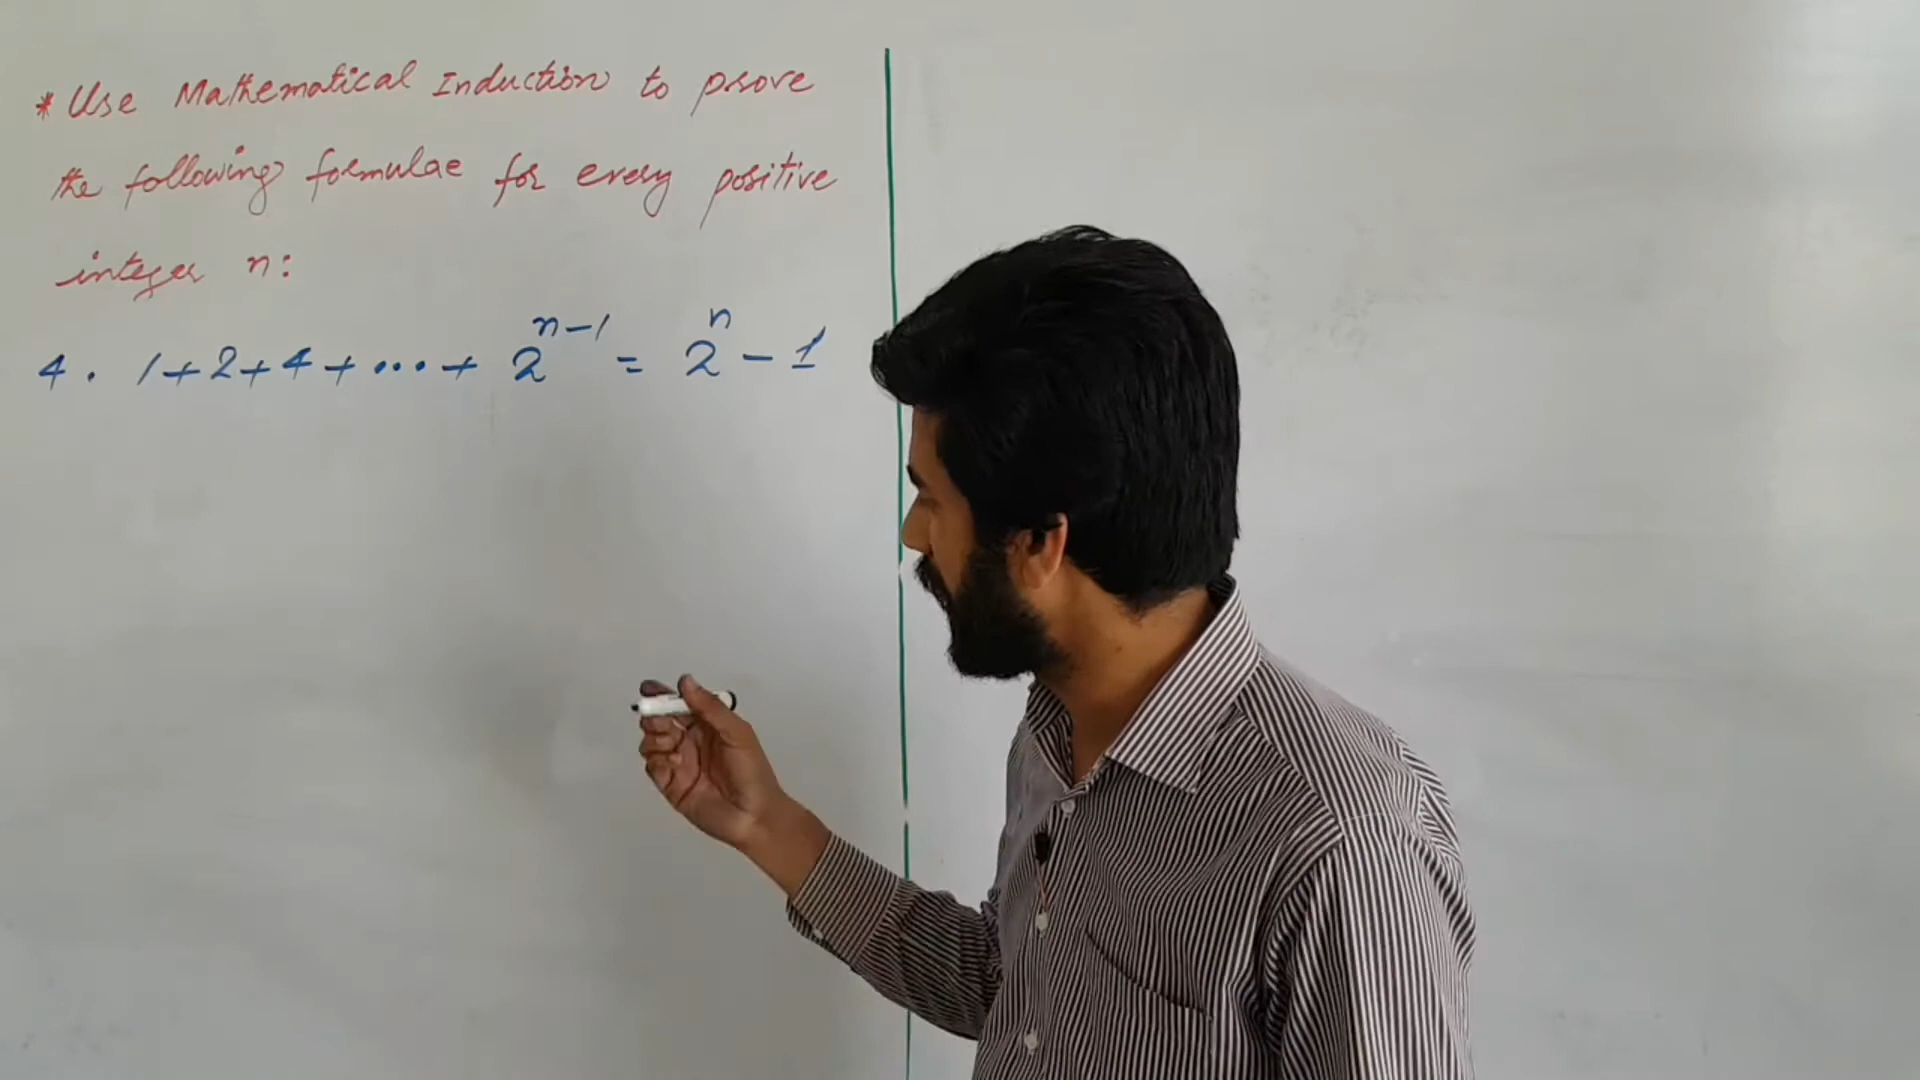 * Use Mathematical Induction to prove
the following formulae for every positive
integer n:
4. 1+2+4+...+ 2^{n-1} = 2^n - 1